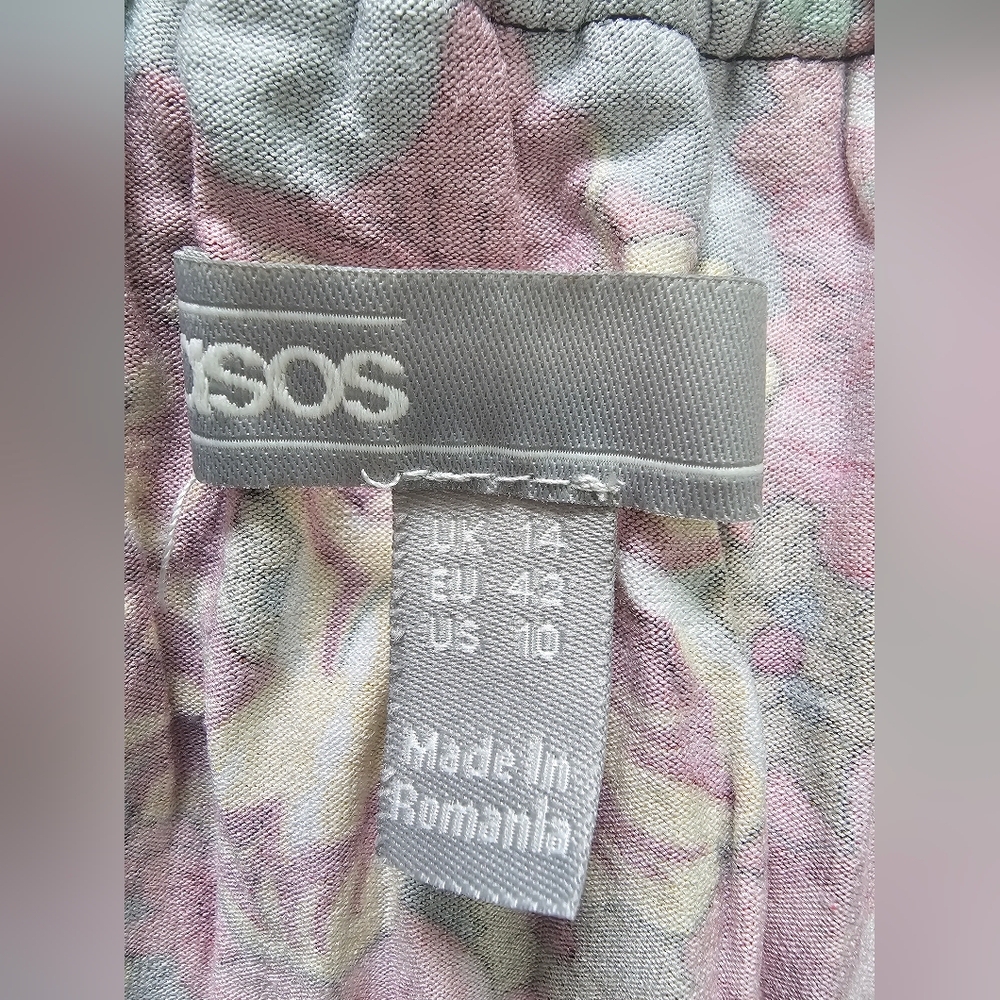 asos
UK 14
EU 42
US 10
Made In
Romania